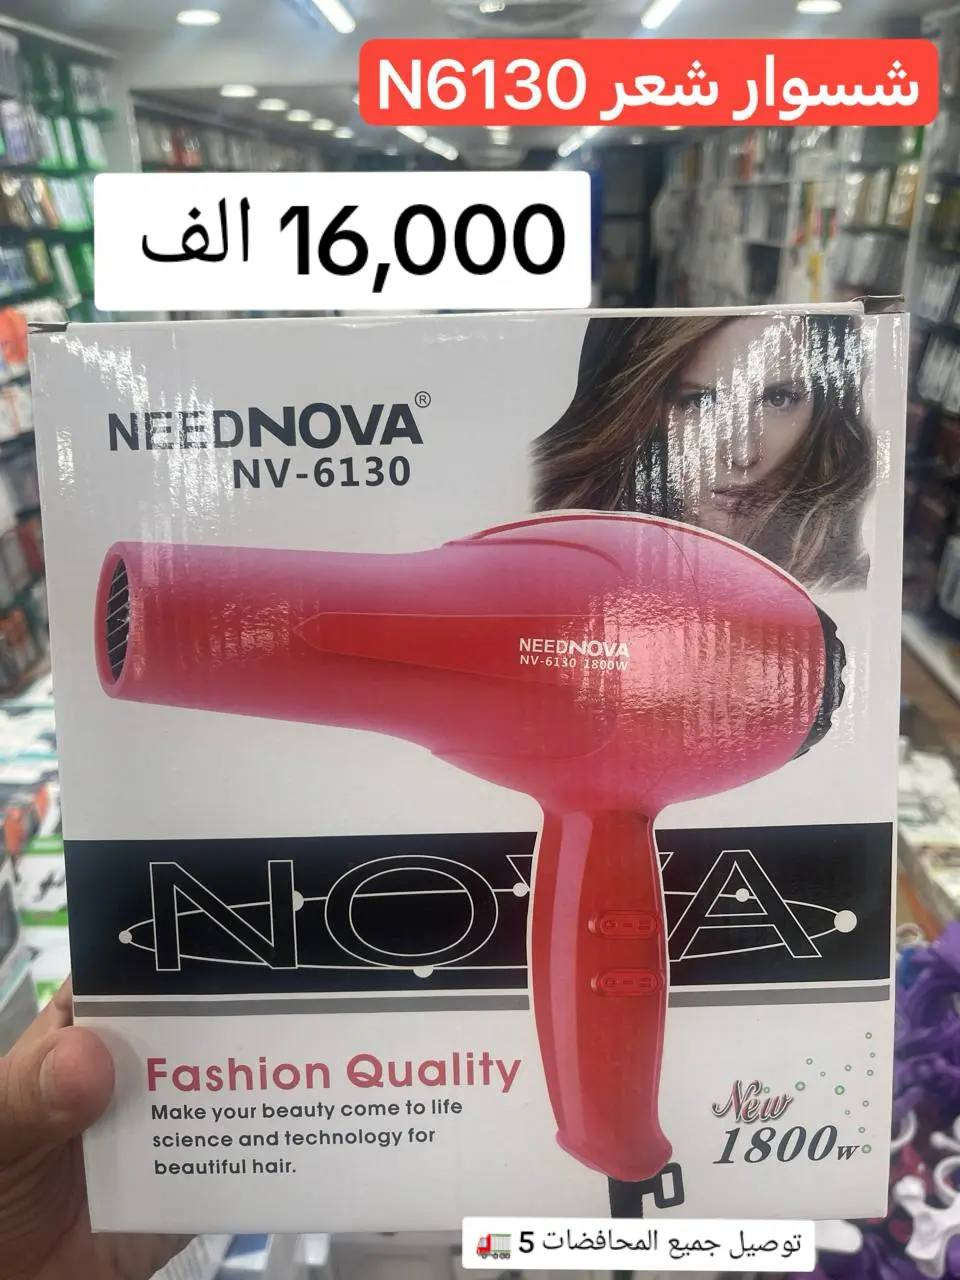 شسوار شعر N6130
16,000 الف
NEEDNOVA®
NV-6130
NEEDNOVA
NV-6130 1800W
NOVA
Fashion Quality
Make your beauty come to life
science and technology for
beautiful hair.
New
1800w
توصيل جميع المحافضات 5 🚛